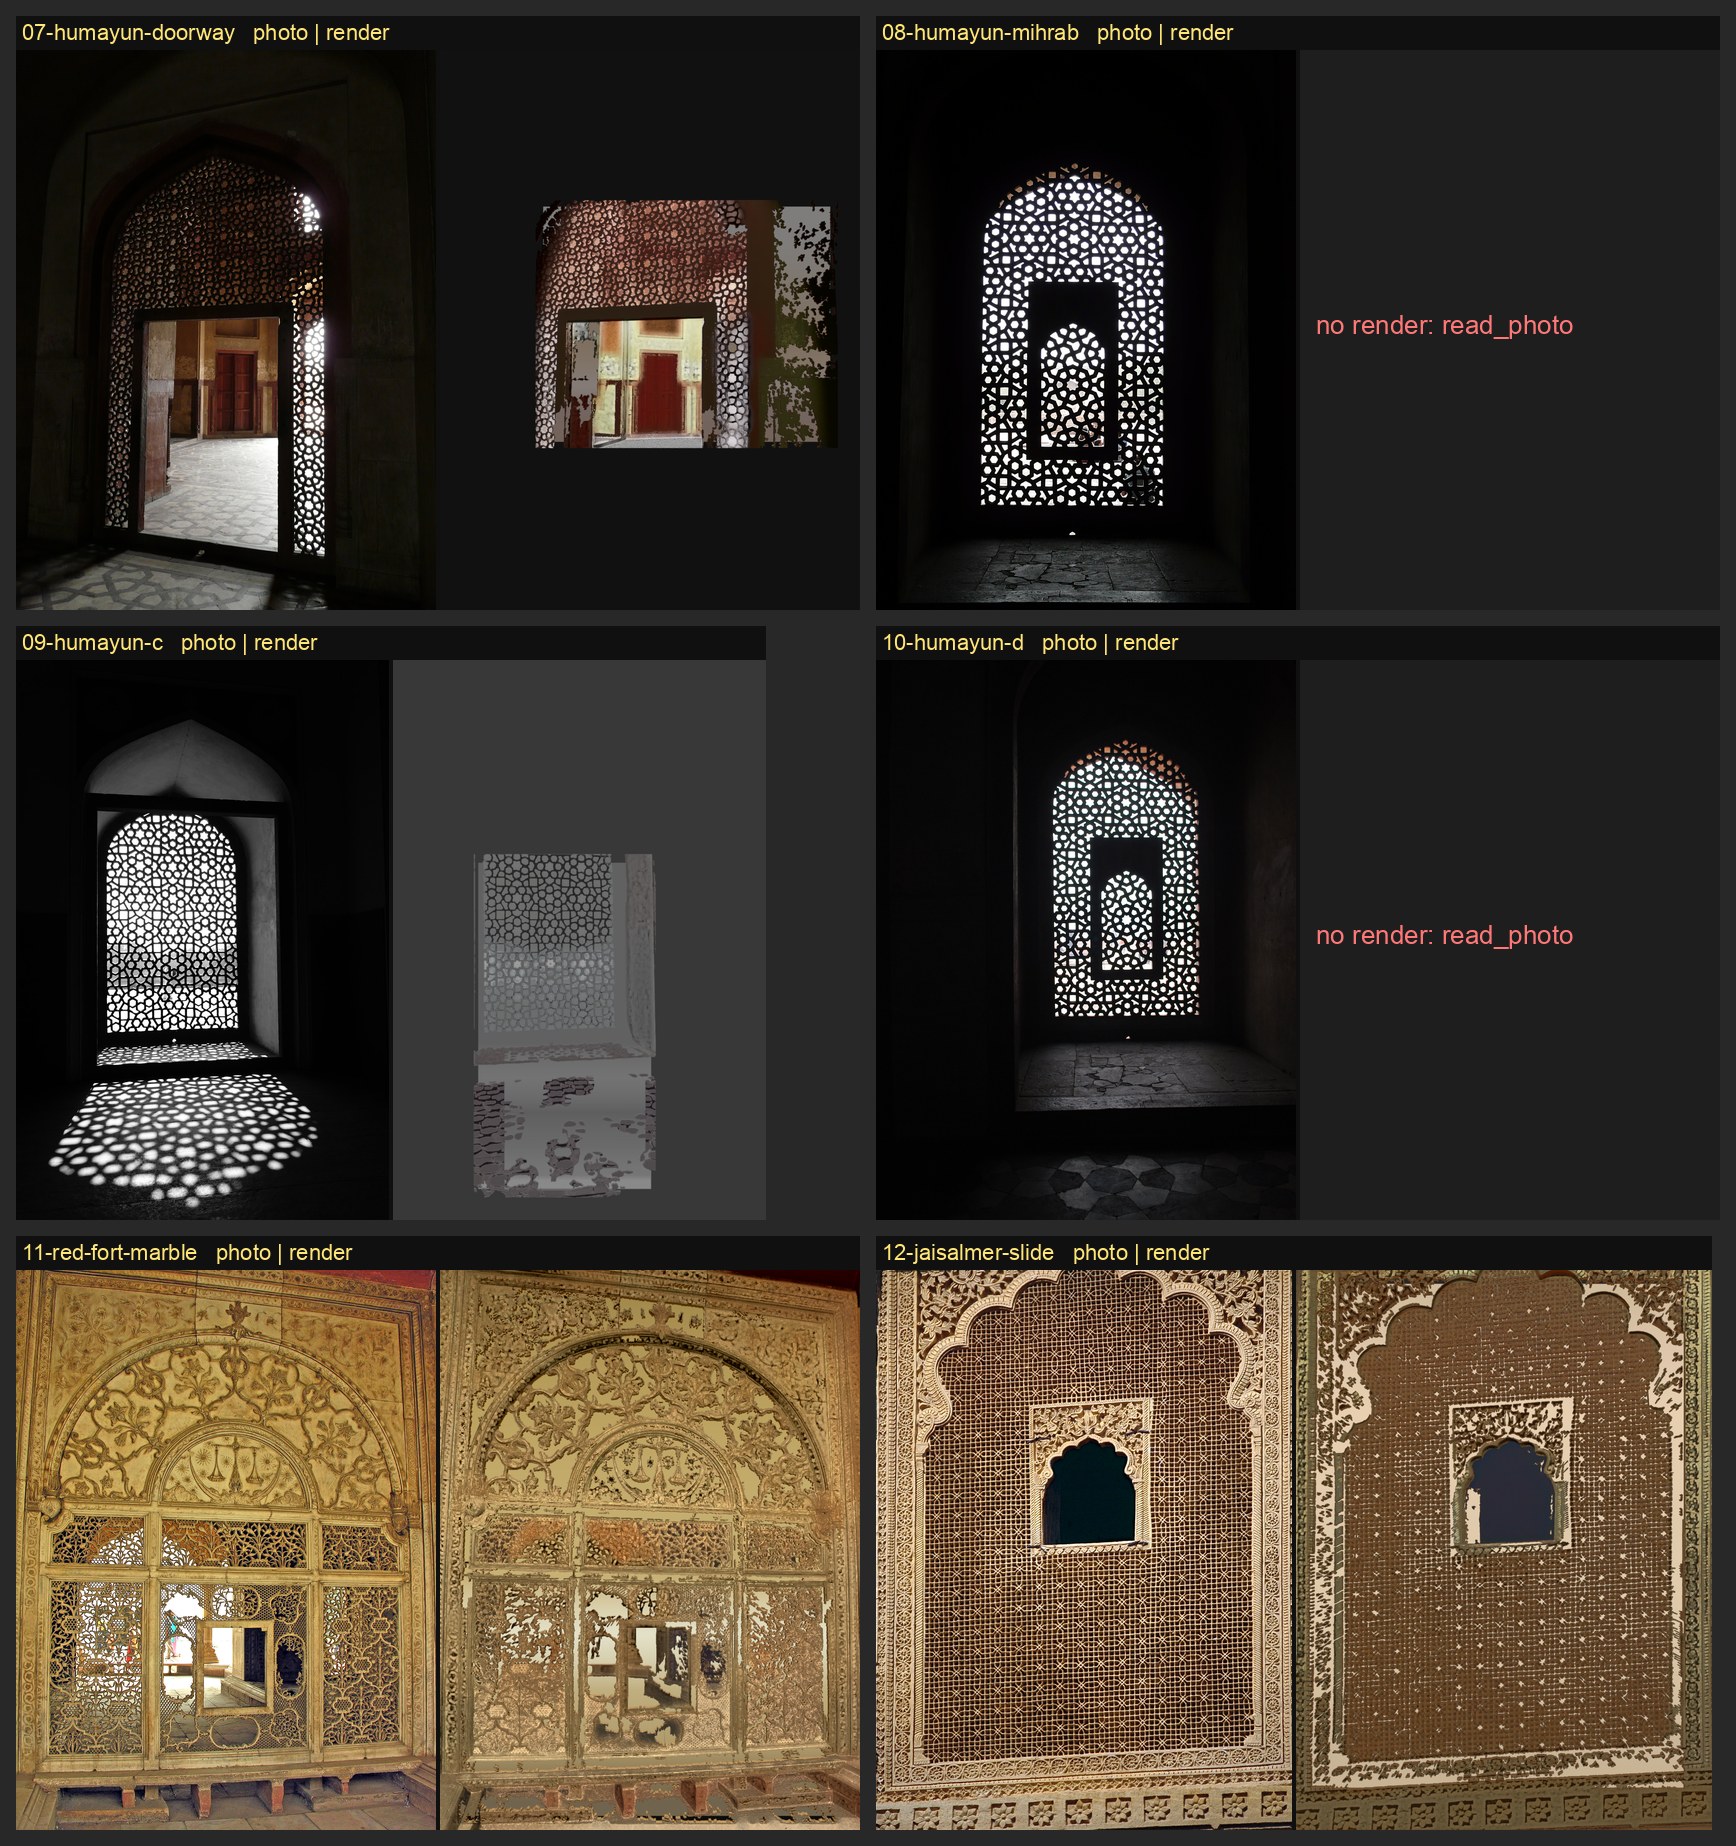 07-humayun-doorway photo | render
08-humayun-mihrab photo | render
no render: read_photo
09-humayun-c photo | render
10-humayun-d photo | render
no render: read_photo
11-red-fort-marble photo | render
12-jaisalmer-slide photo | render